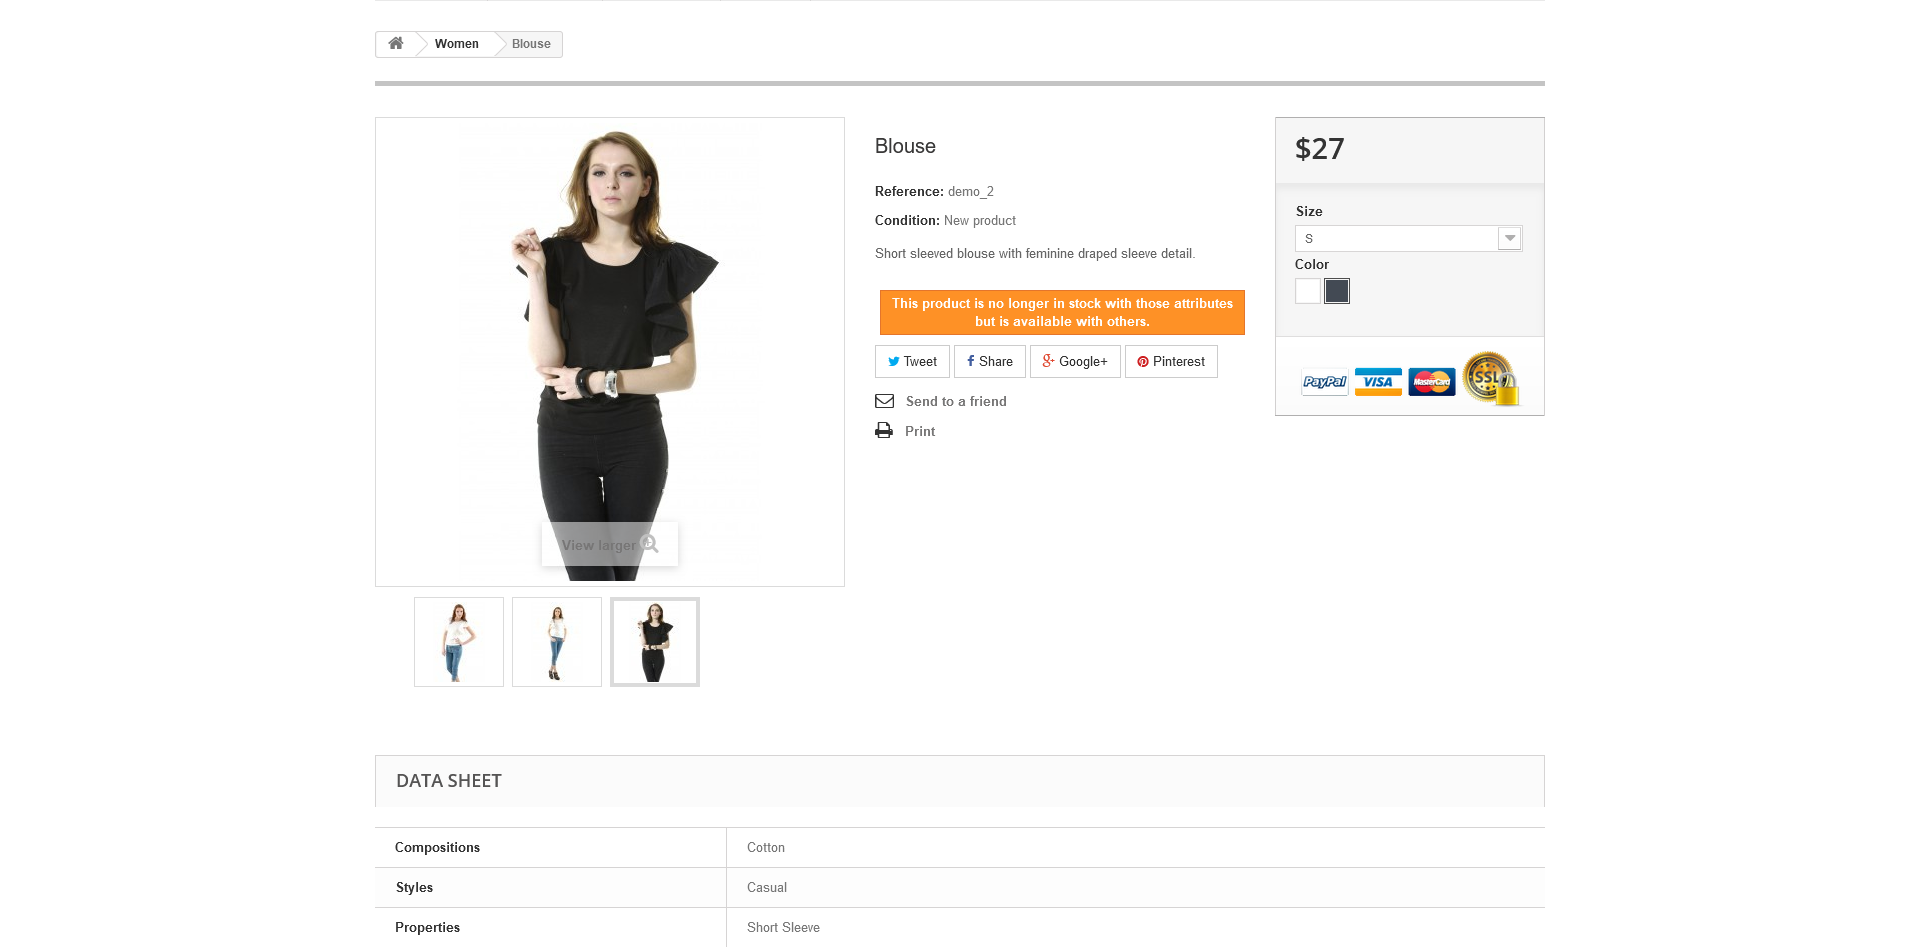 Women
Blouse
Blouse
Reference: demo_2
Condition: New product
Short sleeved blouse with feminine draped sleeve detail.
This product is no longer in stock with those attributes
but is available with others.
Tweet
Share
Google+
Pinterest
Send to a friend
Print
$27
Size
S
Color
PayPal
VISA
MasterCard
SSL
View larger
DATA SHEET
Compositions
Cotton
Styles
Casual
Properties
Short Sleeve